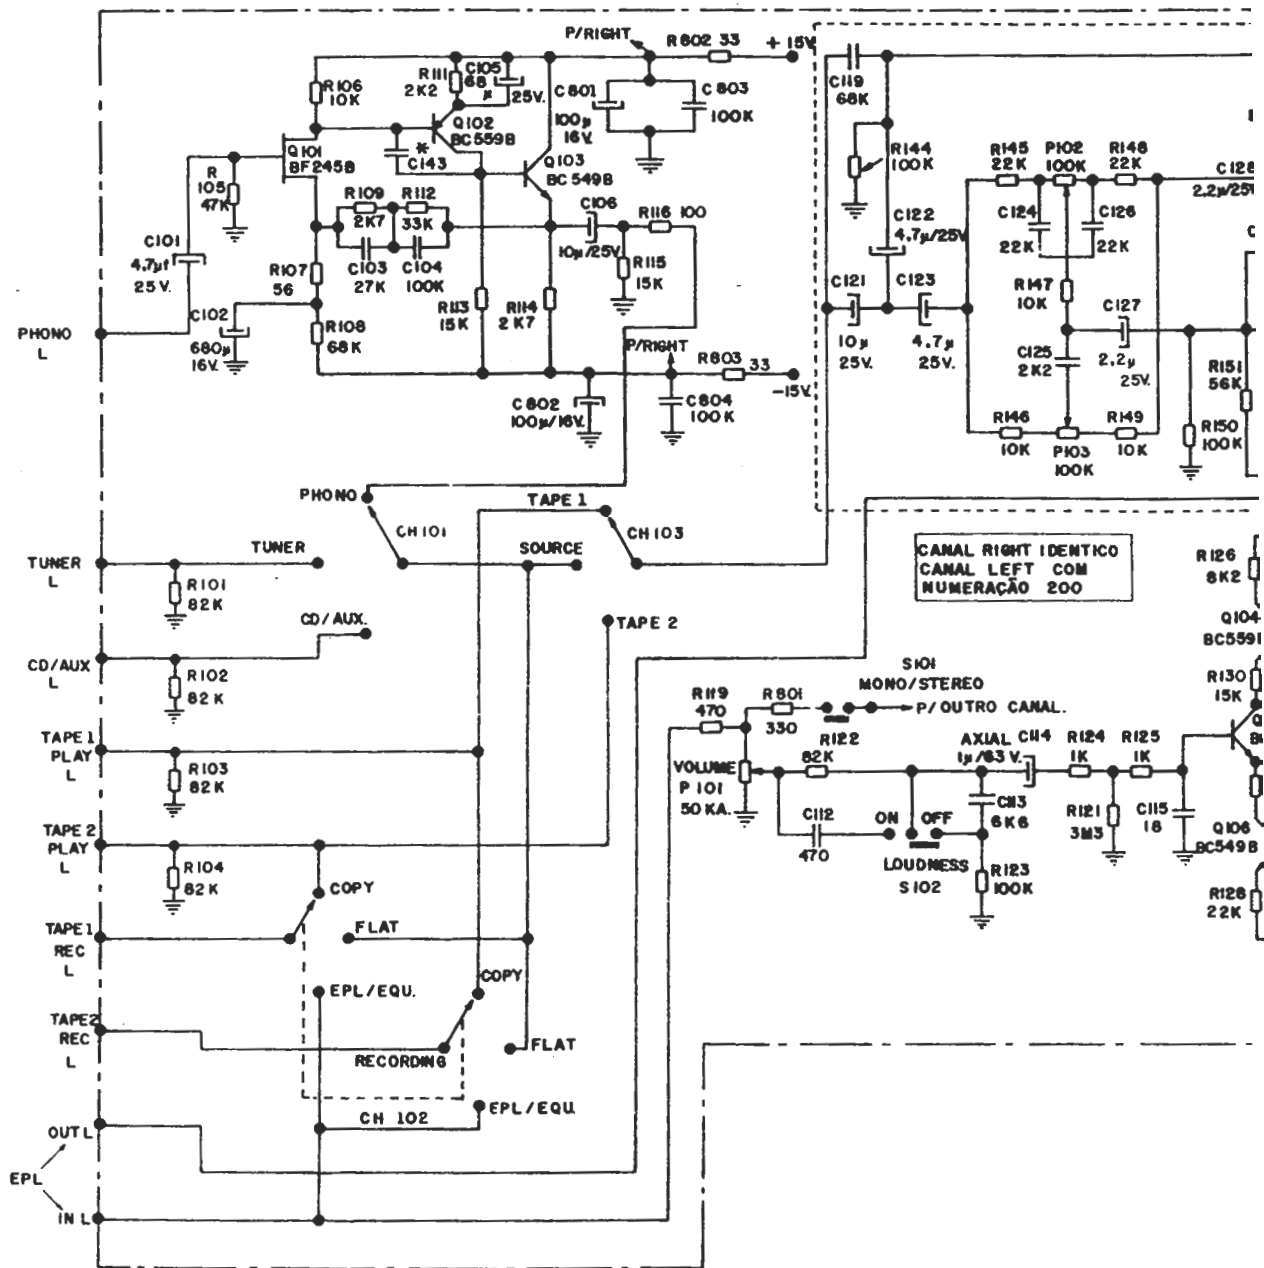 P/RIGHT
R802 33
+15V
R111
2K2
C105
68
µ
25V.
R106
10K
C801
100µ
16V.
C803
100K
C119
68K
Q102
BC559B
*
C143
Q101
BF245B
Q103
BC549B
R
105
47K
R144
100K
R145
22K
P102
100K
R148
22K
C128
2,2µ/25V
R109
2K7
R112
33K
C106
10µ/25V.
R116 100
C122
4,7µ/25V
C124
22K
C126
22K
C101
4,7µf
25V.
R107
56
C103
27K
C104
100K
R115
15K
C121
10µ
25V.
C123
4.7µ
25V.
R147
10K
C127
2,2µ
25V.
C102
680µ
16V.
R108
68K
R113
15K
R114
2K7
PHONO
L
P/RIGHT
R803 33
-15V.
C125
2K2
R151
56K
C802
100µ/16V.
C804
100K
R146
10K
P103
100K
R149
10K
R150
100K
PHONO
TAPE 1
CH101
CH103
TUNER
L
TUNER
SOURCE
CANAL RIGHT IDENTICO
CANAL LEFT COM
NUMERAÇÃO 200
R126
8K2
R101
82K
CD/AUX.
TAPE 2
Q104
BC559B
CD/AUX
L
R102
82K
S101
MONO/STEREO
R130
15K
R119
470
R801
330
P/OUTRO CANAL.
TAPE 1
PLAY
L
R103
82K
VOLUME
P101
50KA.
R122
82K
AXIAL
1µ/63V.
C114
R124
1K
R125
1K
C113
6K6
R121
3M3
C115
18
TAPE 2
PLAY
L
R104
82K
C112
470
ON OFF
LOUDNESS
S102
R123
100K
Q106
BC549B
COPY
R128
22K
TAPE1
REC
L
FLAT
COPY
EPL/EQU.
TAPE2
REC
L
RECORDING
FLAT
EPL/EQU
CH 102
OUT L
EPL
IN L